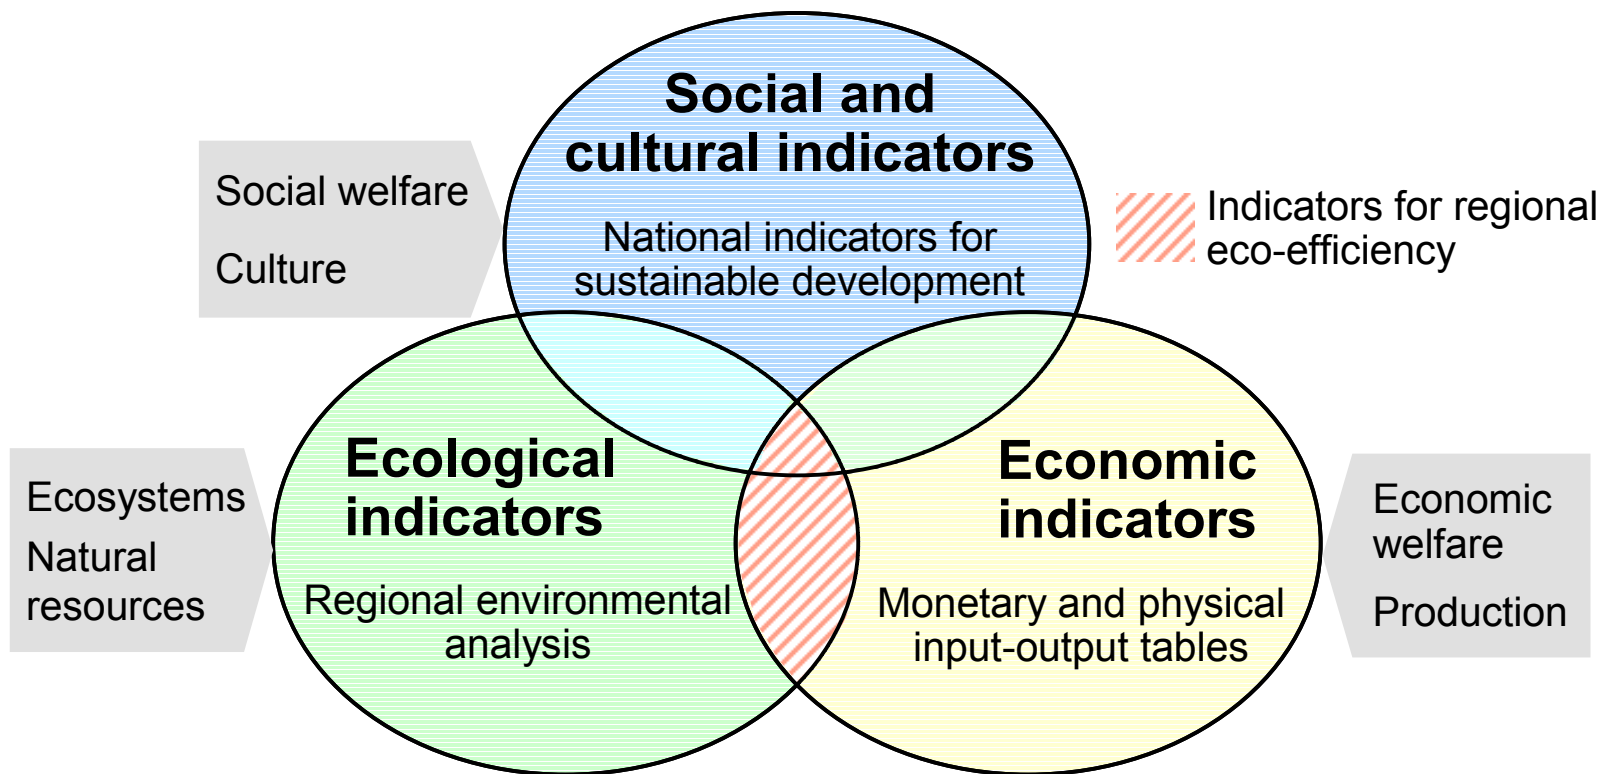 Social and
cultural indicators
National indicators for
sustainable development
Social welfare
Culture
Indicators for regional
eco-efficiency
Ecological
indicators
Regional environmental
analysis
Ecosystems
Natural
resources
Economic
indicators
Monetary and physical
input-output tables
Economic
welfare
Production